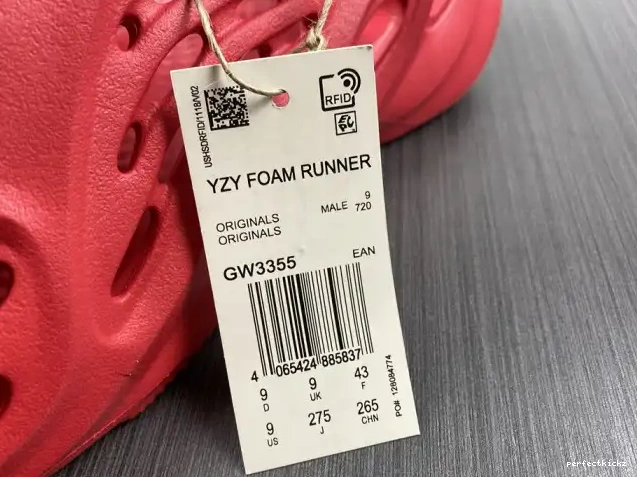 USHSDRFID/1118/V02
RFID
YZY FOAM RUNNER
ORIGINALS
ORIGINALS
MALE 9
720
GW3355
EAN
4 065424 885837
9 9 43
D UK F
9 275 265
US J CHN
PO# 128084774
perfectkickz